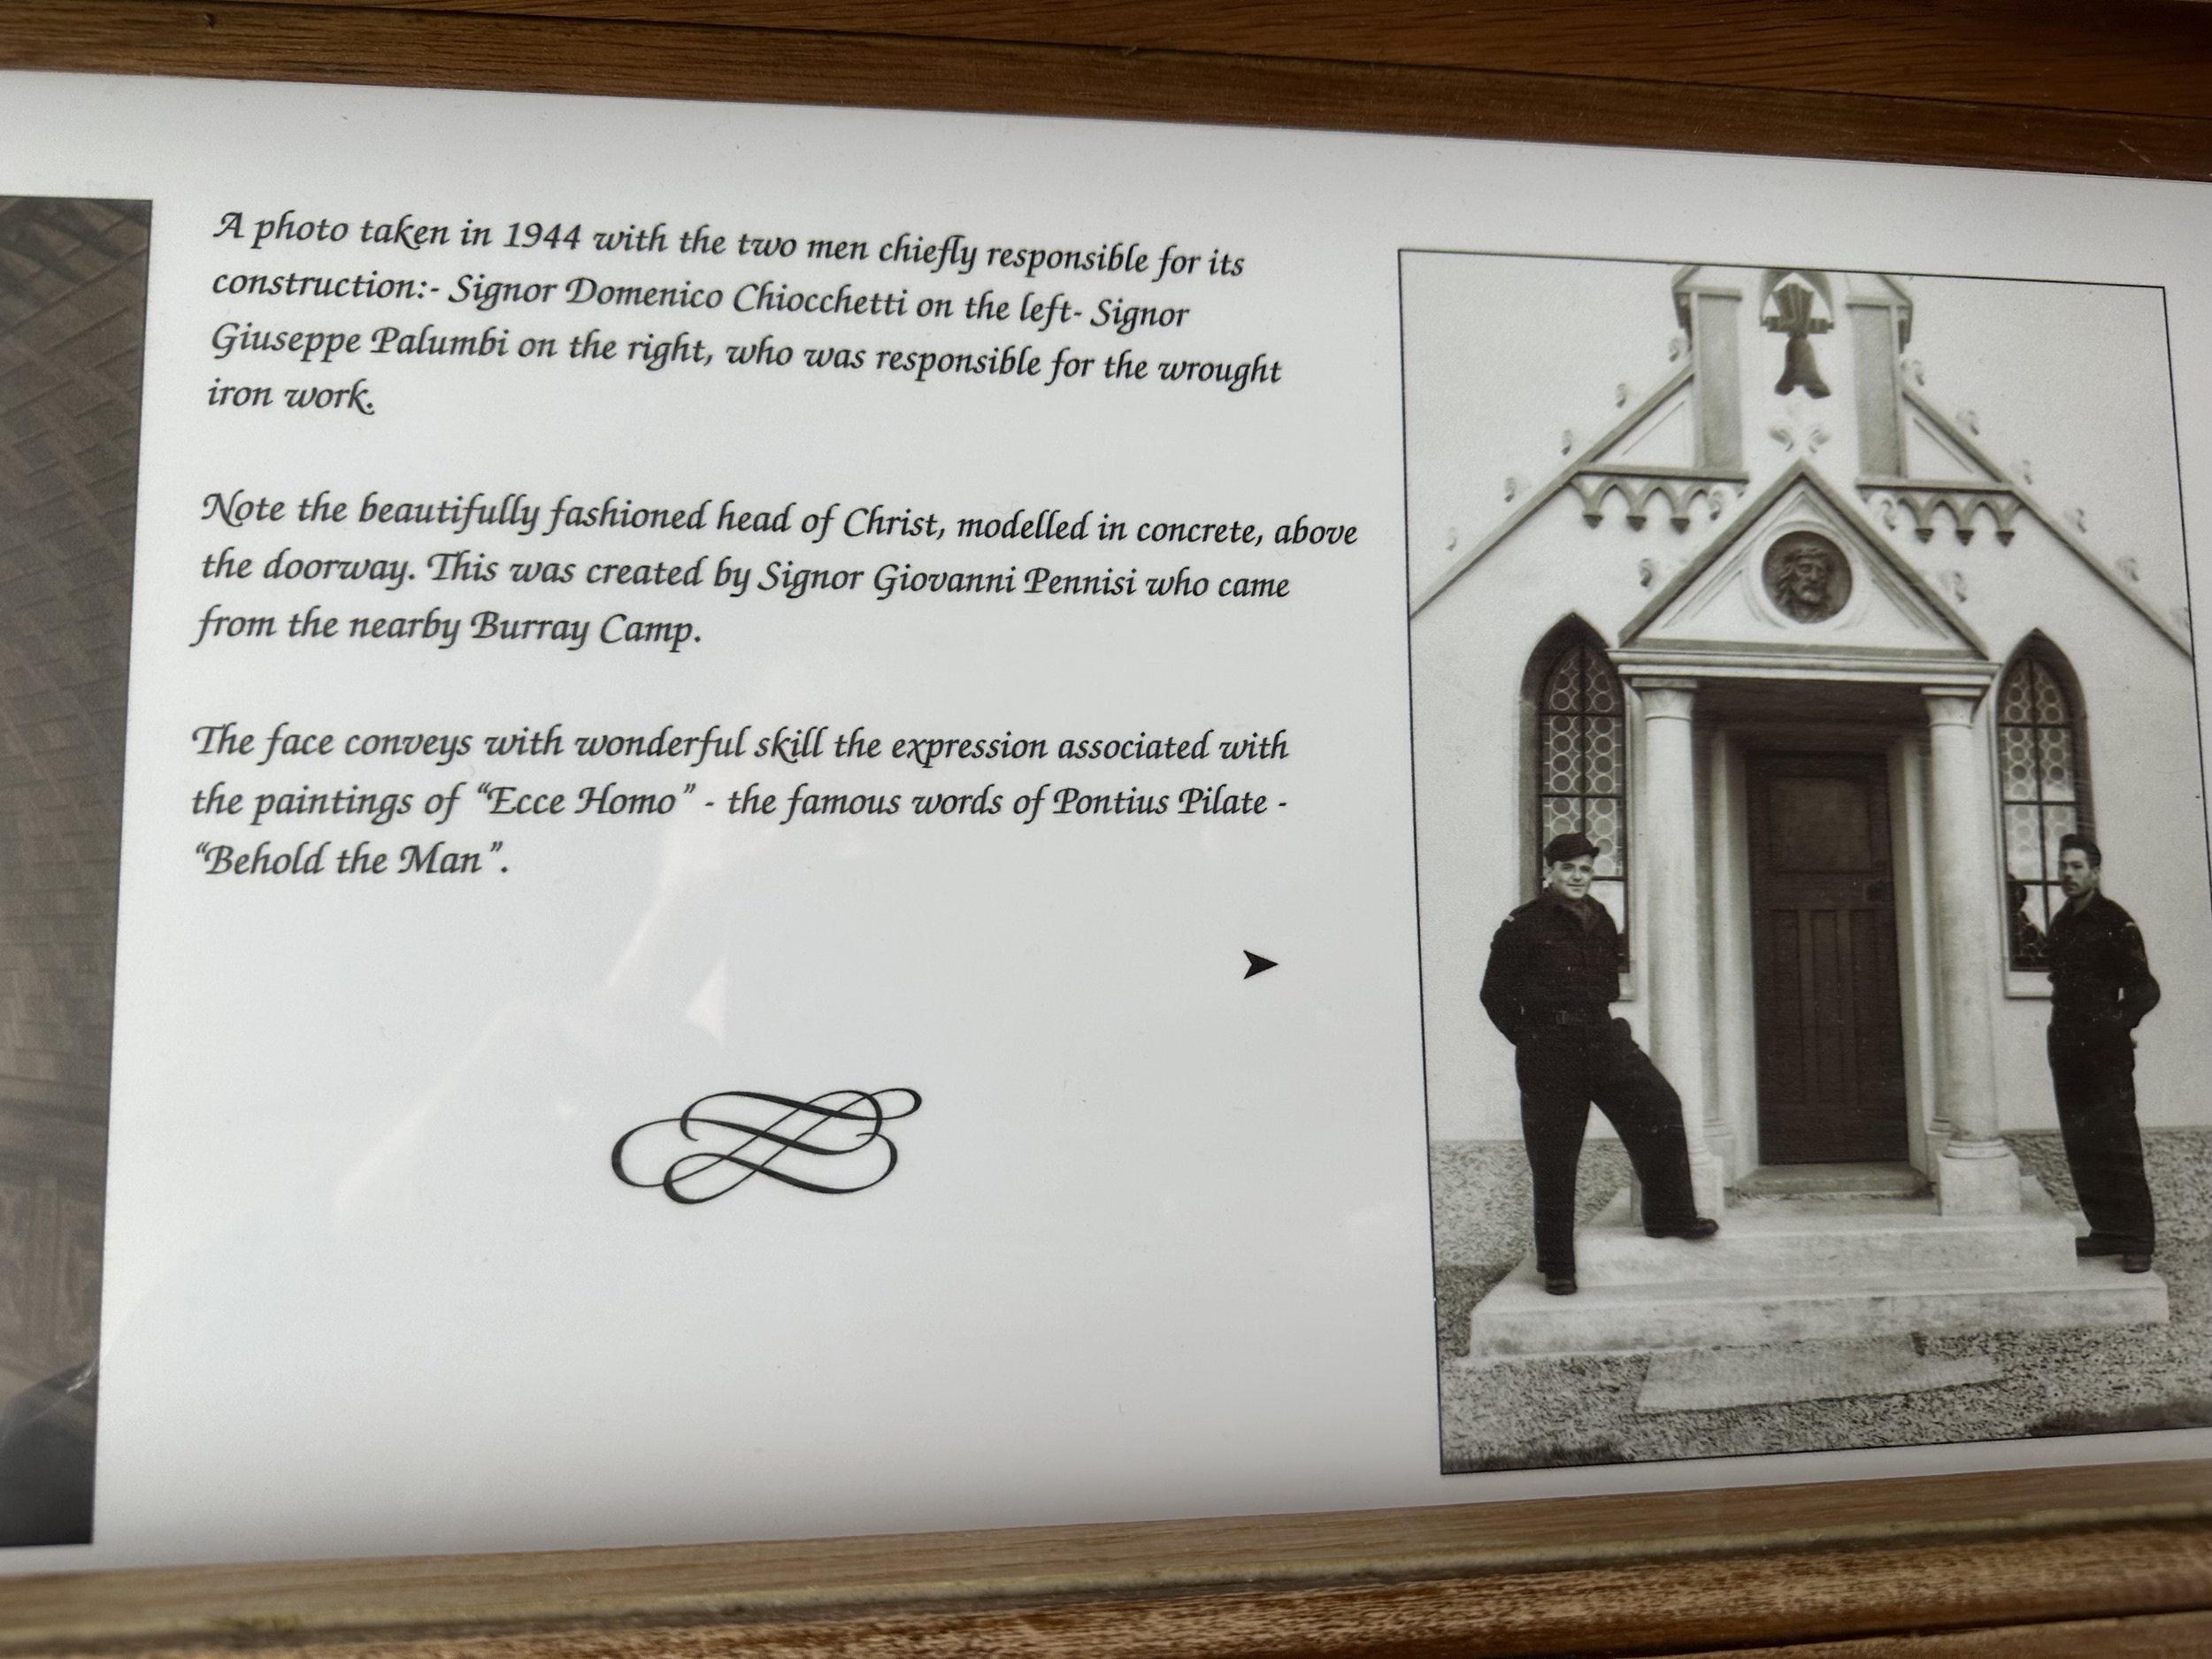 A photo taken in 1944 with the two men chiefly responsible for its
construction:- Signor Domenico Chiocchetti on the left- Signor
Giuseppe Palumbi on the right, who was responsible for the wrought
iron work.
Note the beautifully fashioned head of Christ, modelled in concrete, above
the doorway. This was created by Signor Giovanni Pennisi who came
from the nearby Burray Camp.
The face conveys with wonderful skill the expression associated with
the paintings of “Ecce Homo” - the famous words of Pontius Pilate -
“Behold the Man”.